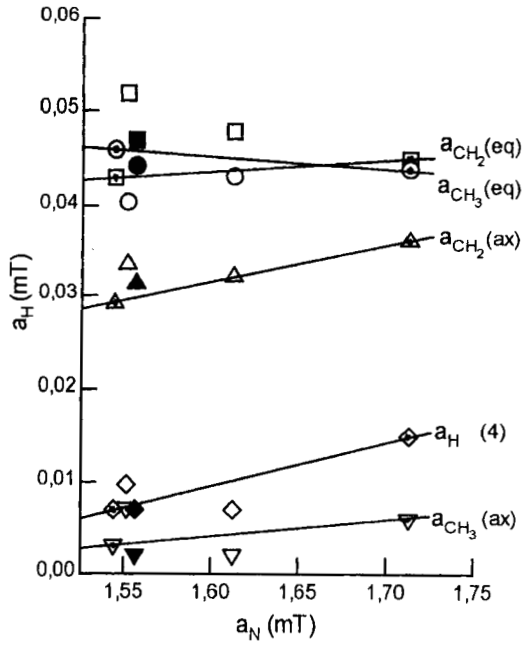 0,06
0,05
0,04
0,03
0,02
0,01
0,00
a_H (mT)
a_CH2(eq)
a_CH3(eq)
a_CH2(ax)
a_H (4)
a_CH3(ax)
1,55 1,60 1,65 1,70 1,75
a_N (mT)